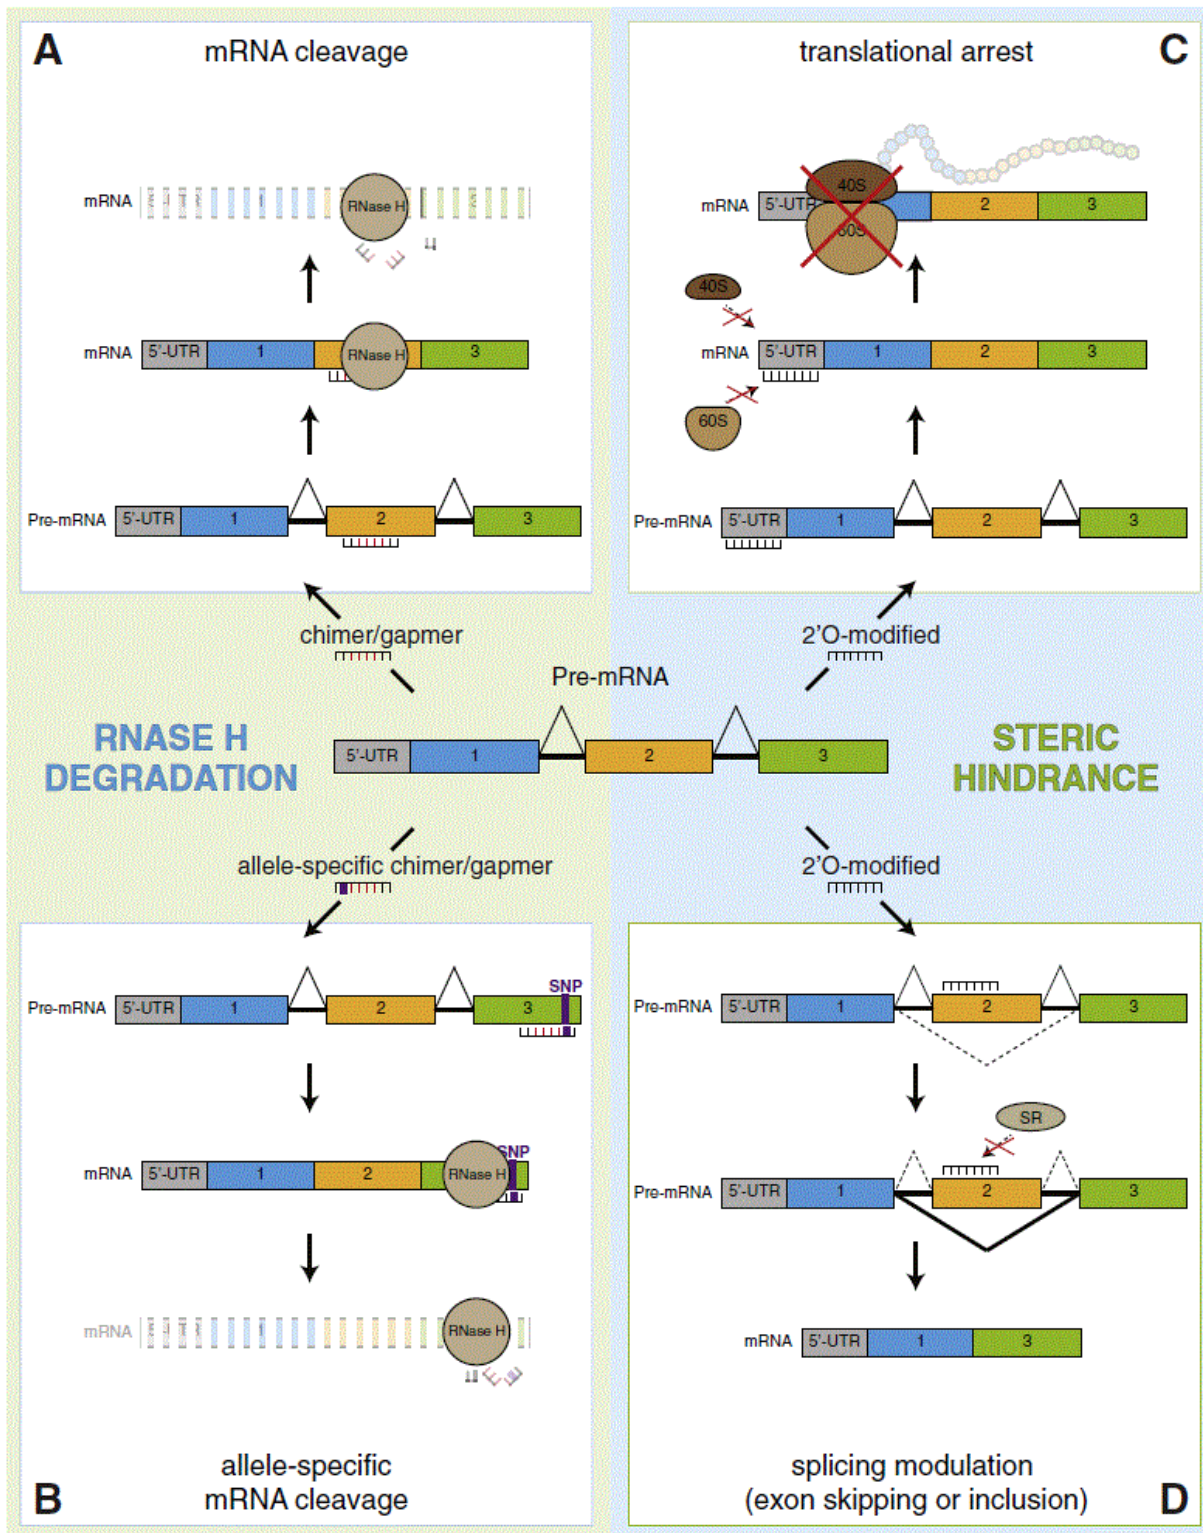 A
mRNA cleavage
mRNA
RNase H
mRNA
5'-UTR
1
RNase H
3
Pre-mRNA
5'-UTR
1
2
3
C
translational arrest
mRNA
5'-UTR
40S
60S
2
3
40S
mRNA
5'-UTR
1
2
3
60S
Pre-mRNA
5'-UTR
1
2
3
chimer/gapmer
2'O-modified
Pre-mRNA
5'-UTR
1
2
3
RNASE H
DEGRADATION
STERIC
HINDRANCE
allele-specific chimer/gapmer
2'O-modified
SNP
Pre-mRNA
5'-UTR
1
2
3
SNP
mRNA
5'-UTR
1
2
RNase H
mRNA
RNase H
allele-specific
mRNA cleavage
B
Pre-mRNA
5'-UTR
1
2
3
SR
Pre-mRNA
5'-UTR
1
2
3
mRNA
5'-UTR
1
3
splicing modulation
(exon skipping or inclusion)
D